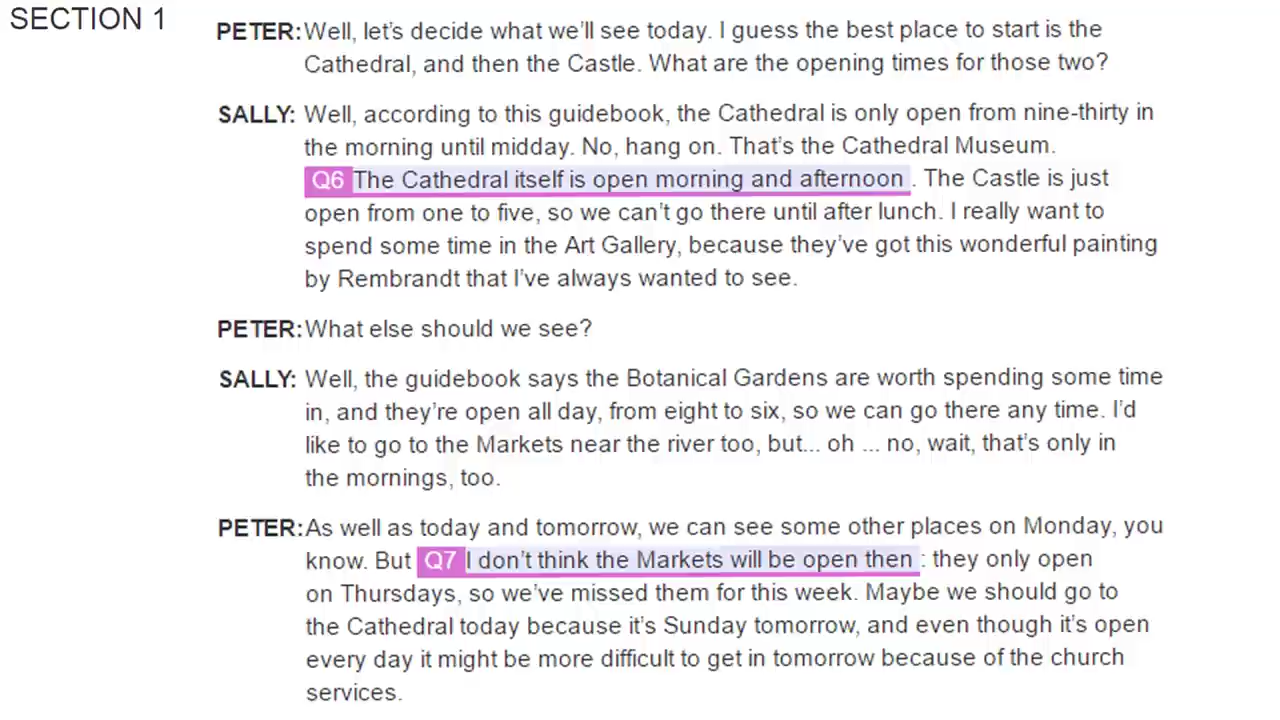 SECTION 1
PETER: Well, let's decide what we'll see today. I guess the best place to start is the
Cathedral, and then the Castle. What are the opening times for those two?
SALLY: Well, according to this guidebook, the Cathedral is only open from nine-thirty in
the morning until midday. No, hang on. That's the Cathedral Museum.
Q6 The Cathedral itself is open morning and afternoon . The Castle is just
open from one to five, so we can't go there until after lunch. I really want to
spend some time in the Art Gallery, because they've got this wonderful painting
by Rembrandt that I've always wanted to see.
PETER: What else should we see?
SALLY: Well, the guidebook says the Botanical Gardens are worth spending some time
in, and they're open all day, from eight to six, so we can go there any time. I'd
like to go to the Markets near the river too, but... oh ... no, wait, that's only in
the mornings, too.
PETER: As well as today and tomorrow, we can see some other places on Monday, you
know. But Q7 I don't think the Markets will be open then : they only open
on Thursdays, so we've missed them for this week. Maybe we should go to
the Cathedral today because it's Sunday tomorrow, and even though it's open
every day it might be more difficult to get in tomorrow because of the church
services.